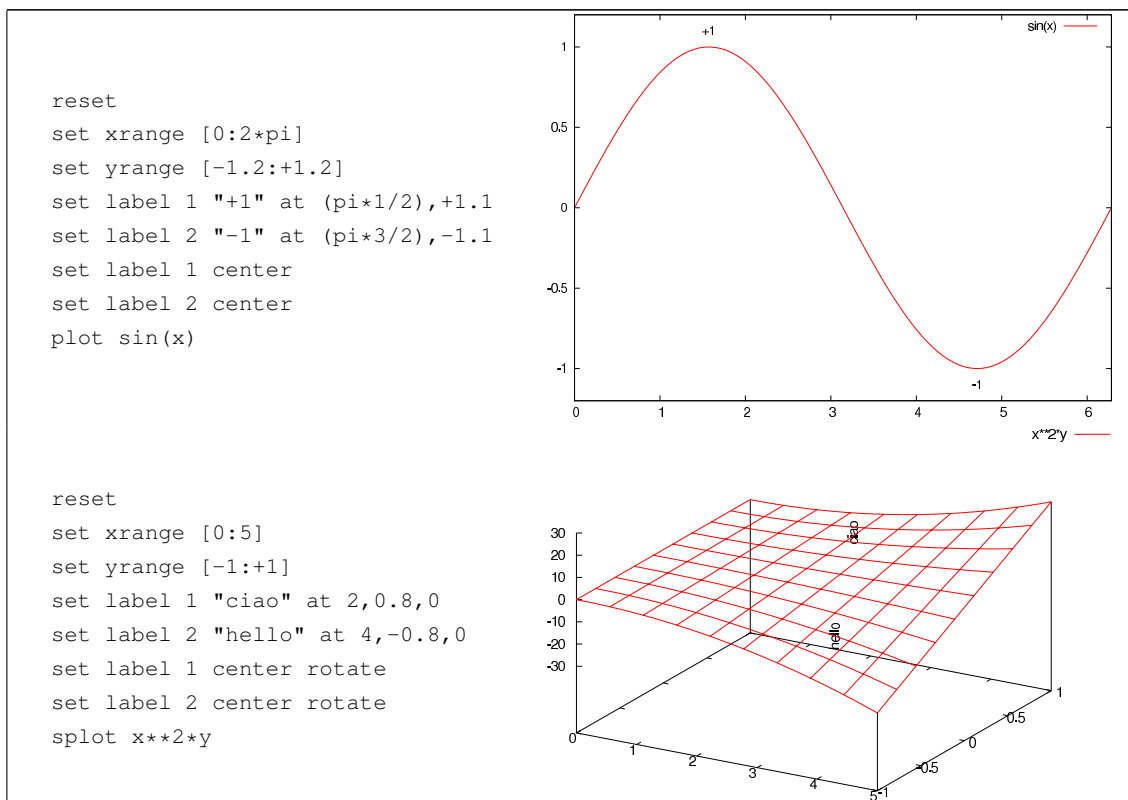 reset
set xrange [0:2*pi]
set yrange [-1.2:+1.2]
set label 1 "+1" at (pi*1/2),+1.1
set label 2 "-1" at (pi*3/2),-1.1
set label 1 center
set label 2 center
plot sin(x)
sin(x)
+1
1
0.5
0
-0.5
-1
-1
0 1 2 3 4 5 6
reset
set xrange [0:5]
set yrange [-1:+1]
set label 1 "ciao" at 2,0.8,0
set label 2 "hello" at 4,-0.8,0
set label 1 center rotate
set label 2 center rotate
splot x**2*y
x**2*y
ciao
hello
30
20
10
0
-10
-20
-30
0 1 2 3 4 5
-1 -0.5 0 0.5 1